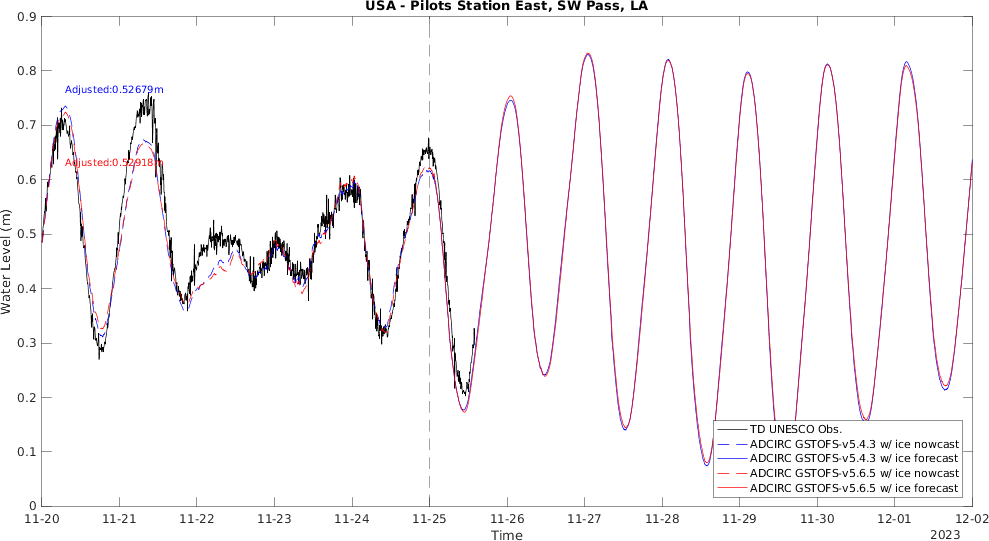 USA - Pilots Station East, SW Pass, LA
0.9
0.8
0.7
0.6
0.5
0.4
0.3
0.2
0.1
0
Water Level (m)
Adjusted:0.52679m
Adjusted:0.52918m
TD UNESCO Obs.
ADCIRC GSTOFS-v5.4.3 w/ ice nowcast
ADCIRC GSTOFS-v5.4.3 w/ ice forecast
ADCIRC GSTOFS-v5.6.5 w/ ice nowcast
ADCIRC GSTOFS-v5.6.5 w/ ice forecast
11-20 11-21 11-22 11-23 11-24 11-25 11-26 11-27 11-28 11-29 11-30 12-01 12-02
Time
2023